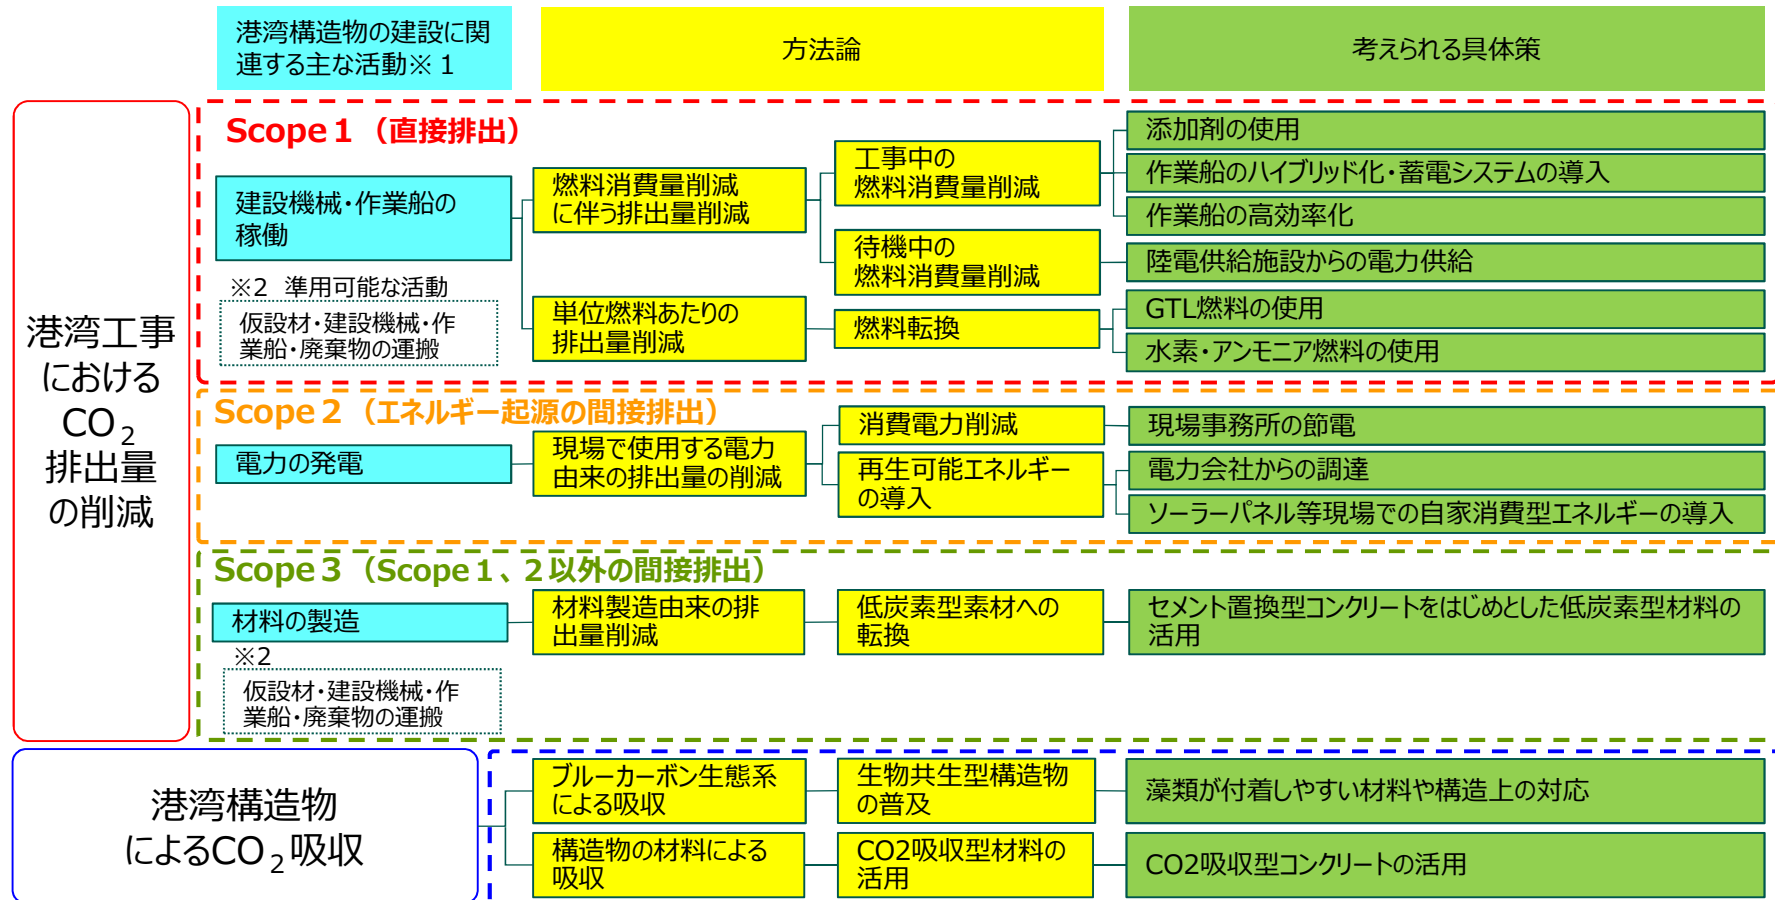 港湾構造物の建設に関
連する主な活動※１
方法論
考えられる具体策
港湾工事
における
CO2
排出量
の削減
Scope１（直接排出）
建設機械・作業船の
稼働
※2 準用可能な活動
仮設材・建設機械・作
業船・廃棄物の運搬
燃料消費量削減
に伴う排出量削減
単位燃料あたりの
排出量削減
工事中の
燃料消費量削減
待機中の
燃料消費量削減
燃料転換
添加剤の使用
作業船のハイブリッド化・蓄電システムの導入
作業船の高効率化
陸電供給施設からの電力供給
GTL燃料の使用
水素・アンモニア燃料の使用
Scope２（エネルギー起源の間接排出）
電力の発電
現場で使用する電力
由来の排出量の削減
消費電力削減
再生可能エネルギー
の導入
現場事務所の節電
電力会社からの調達
ソーラーパネル等現場での自家消費型エネルギーの導入
Scope３（Scope１、２以外の間接排出）
材料の製造
※2
仮設材・建設機械・作
業船・廃棄物の運搬
材料製造由来の排
出量削減
低炭素型素材への
転換
セメント置換型コンクリートをはじめとした低炭素型材料の
活用
港湾構造物
によるCO2吸収
ブルーカーボン生態系
による吸収
生物共生型構造物
の普及
藻類が付着しやすい材料や構造上の対応
構造物の材料による
吸収
CO2吸収型材料の
活用
CO2吸収型コンクリートの活用